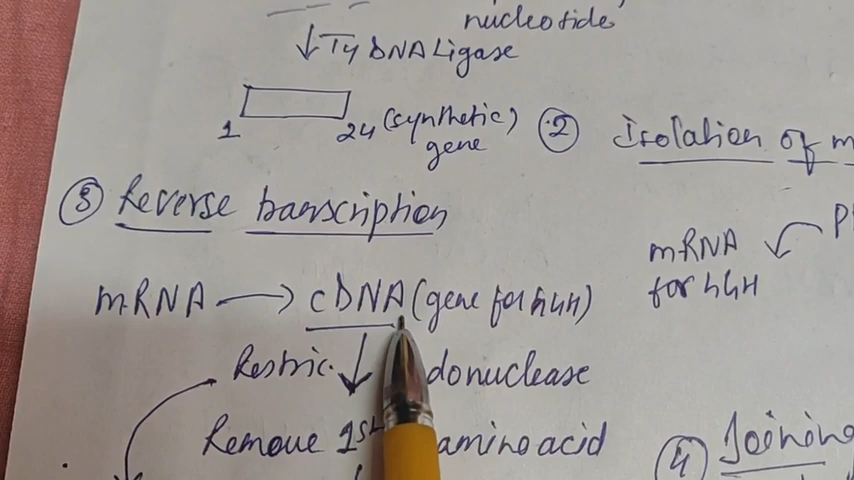 nucleotide
↓ T4 DNA Ligase
1 24 (synthetic) gene
② Isolation of m
③ Reverse transcription
mRNA
for hGH
mRNA → cDNA (gene for hGH)
Restric donuclease
Remove 1st amino acid
④ Joining